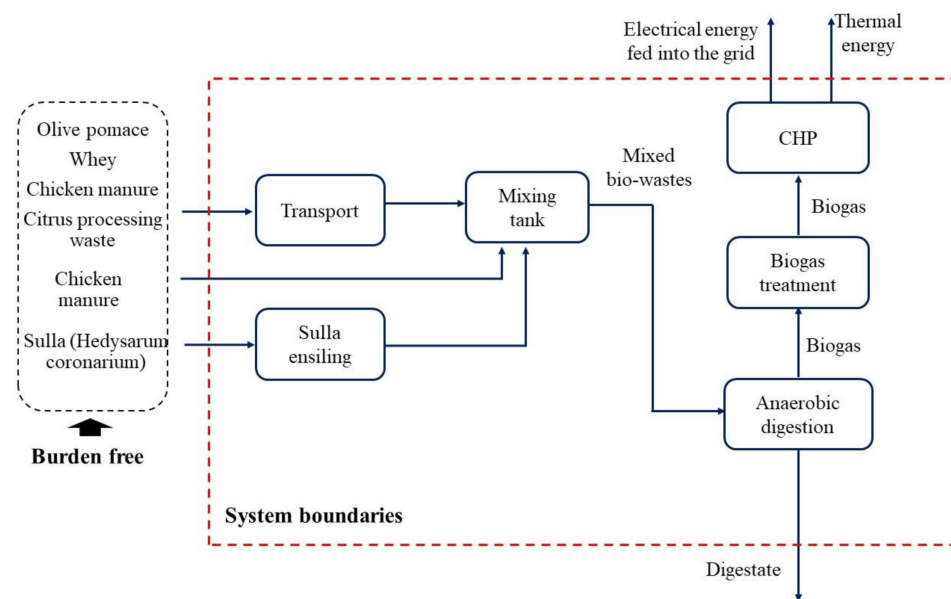 Electrical energy
fed into the grid
Thermal
energy
Olive pomace
Whey
Chicken manure
Citrus processing
waste
Chicken
manure
Sulla (Hedysarum
coronarium)
Burden free
Transport
Sulla
ensiling
Mixing
tank
Mixed
bio-wastes
CHP
Biogas
Biogas
treatment
Biogas
Anaerobic
digestion
System boundaries
Digestate